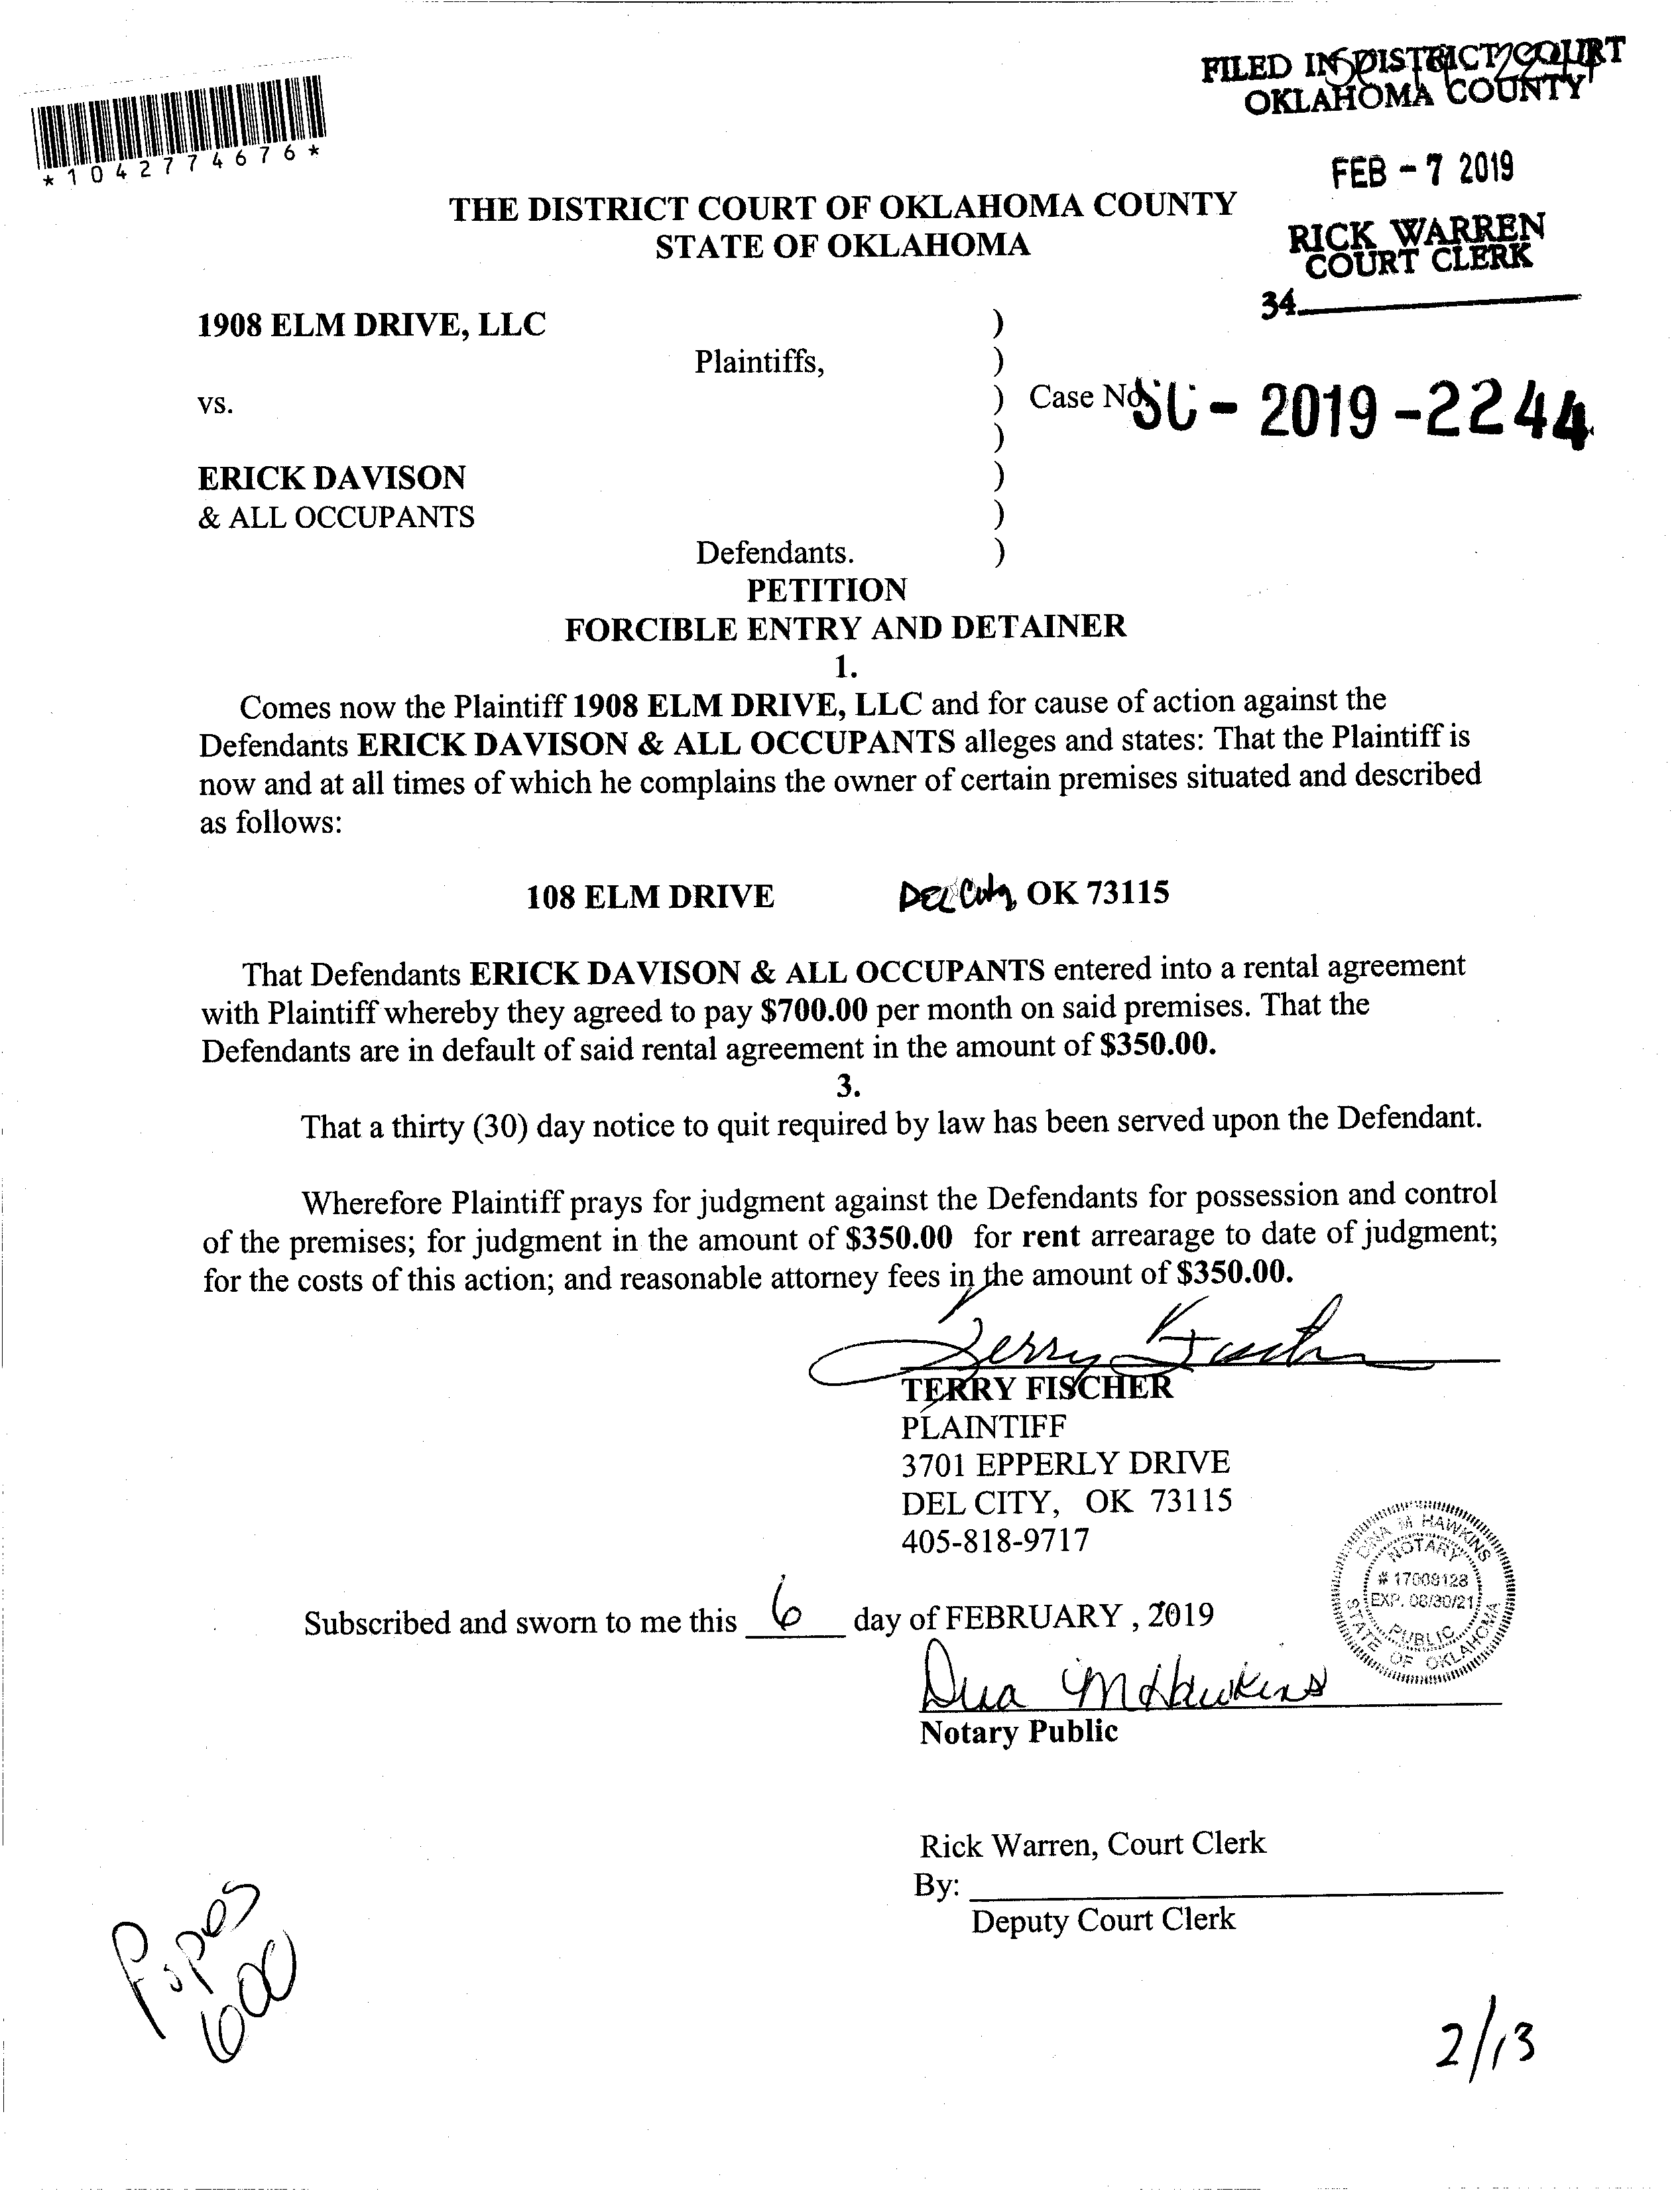 *1042774676*
FILED IN DISTRICT COURT
OKLAHOMA COUNTY
FEB - 7 2019
RICK WARREN
COURT CLERK
34
THE DISTRICT COURT OF OKLAHOMA COUNTY
STATE OF OKLAHOMA
1908 ELM DRIVE, LLC )
Plaintiffs, )
vs. ) Case No. SC - 2019 - 2244
)
ERICK DAVISON )
& ALL OCCUPANTS )
Defendants. )
PETITION
FORCIBLE ENTRY AND DETAINER
1.
Comes now the Plaintiff 1908 ELM DRIVE, LLC and for cause of action against the
Defendants ERICK DAVISON & ALL OCCUPANTS alleges and states: That the Plaintiff is
now and at all times of which he complains the owner of certain premises situated and described
as follows:
108 ELM DRIVE DEL City, OK 73115
That Defendants ERICK DAVISON & ALL OCCUPANTS entered into a rental agreement
with Plaintiff whereby they agreed to pay $700.00 per month on said premises. That the
Defendants are in default of said rental agreement in the amount of $350.00.
3.
That a thirty (30) day notice to quit required by law has been served upon the Defendant.
Wherefore Plaintiff prays for judgment against the Defendants for possession and control
of the premises; for judgment in the amount of $350.00 for rent arrearage to date of judgment;
for the costs of this action; and reasonable attorney fees in the amount of $350.00.
Terry Fischer
TERRY FISCHER
PLAINTIFF
3701 EPPERLY DRIVE
DEL CITY, OK 73115
405-818-9717
DNA M HAWKINS
NOTARY
# 17008128
EXP. 08/30/21
PUBLIC
STATE OF OKLAHOMA
Subscribed and sworn to me this 6 day of FEBRUARY , 2019
Dna M Hawkins
Notary Public
Rick Warren, Court Clerk
By:
Deputy Court Clerk
600
2/13